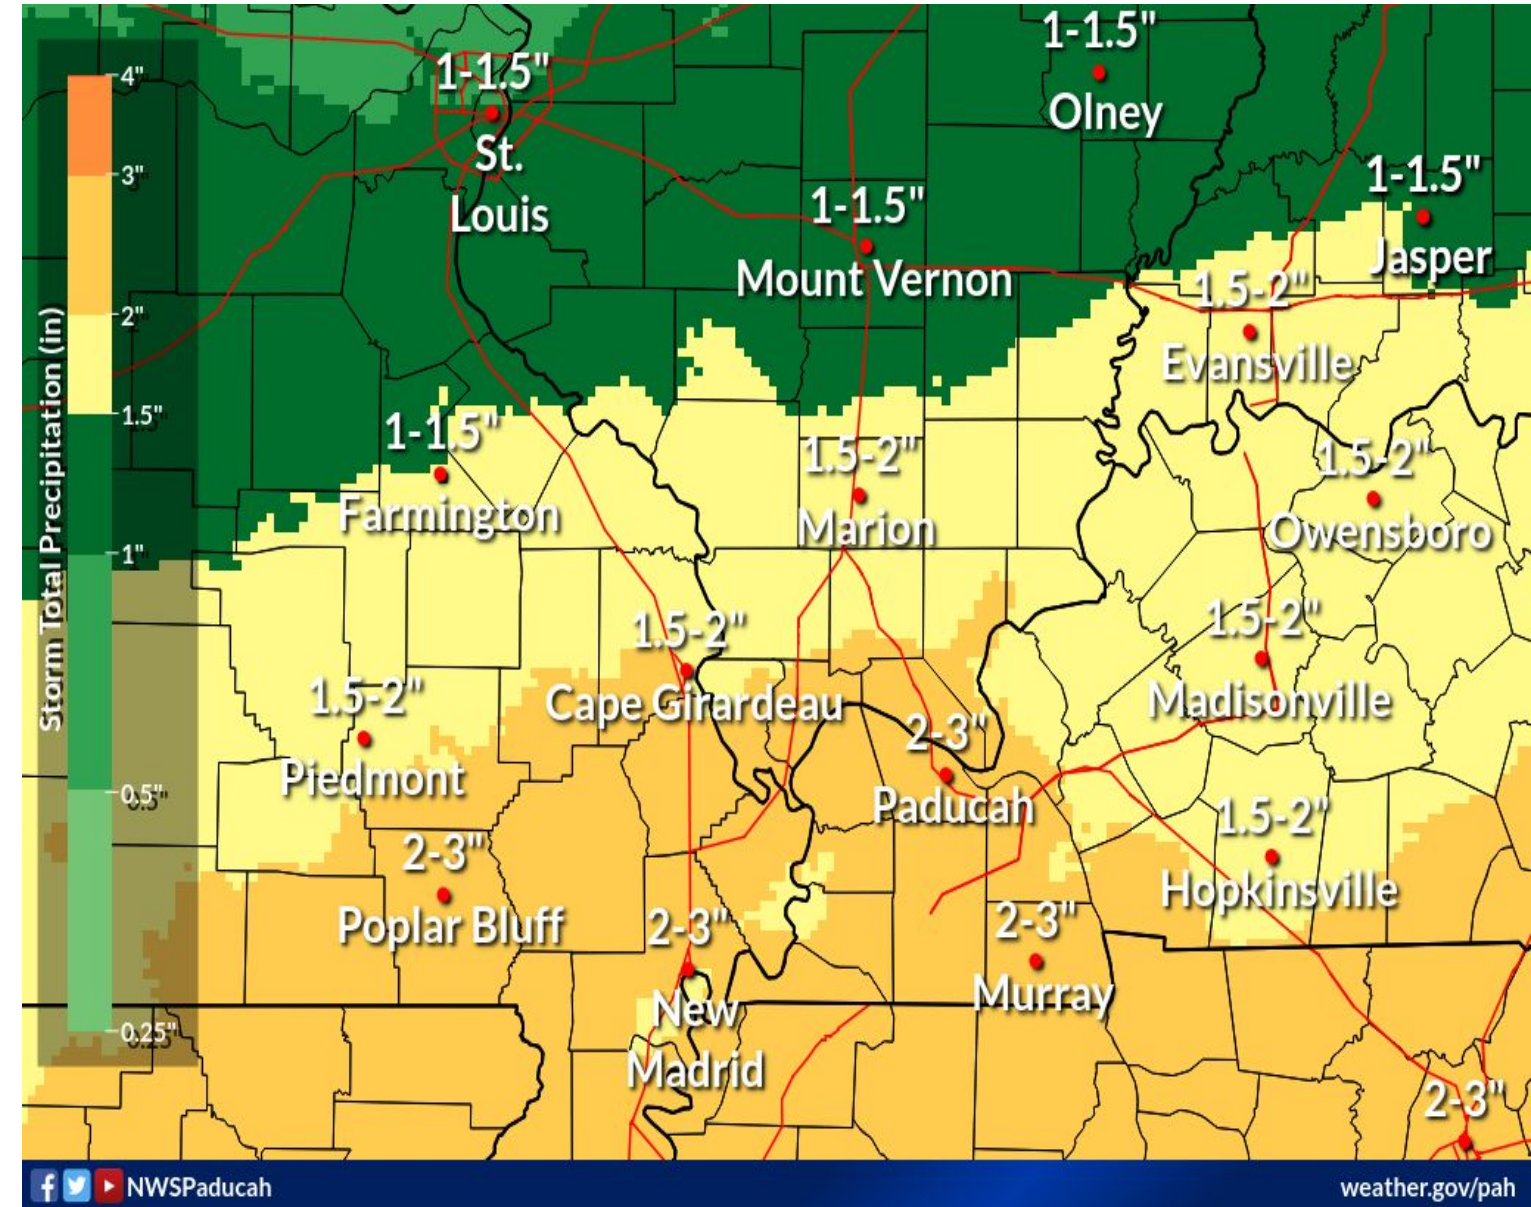 1-1.5"
Olney
1-1.5"
St.
Louis
1-1.5"
Jasper
1-1.5"
Mount Vernon
1.5-2"
Evansville
1-1.5"
Farmington
1.5-2"
Marion
1.5-2"
Owensboro
1.5-2"
Cape Girardeau
1.5-2"
Madisonville
1.5-2"
Piedmont
2-3"
Paducah
1.5-2"
Hopkinsville
2-3"
Poplar Bluff
2-3"
New
Madrid
2-3"
Murray
2-3"
Storm Total Precipitation (in)
4"
3"
2"
1.5"
1"
0.5"
0.25"
NWSPaducah
weather.gov/pah